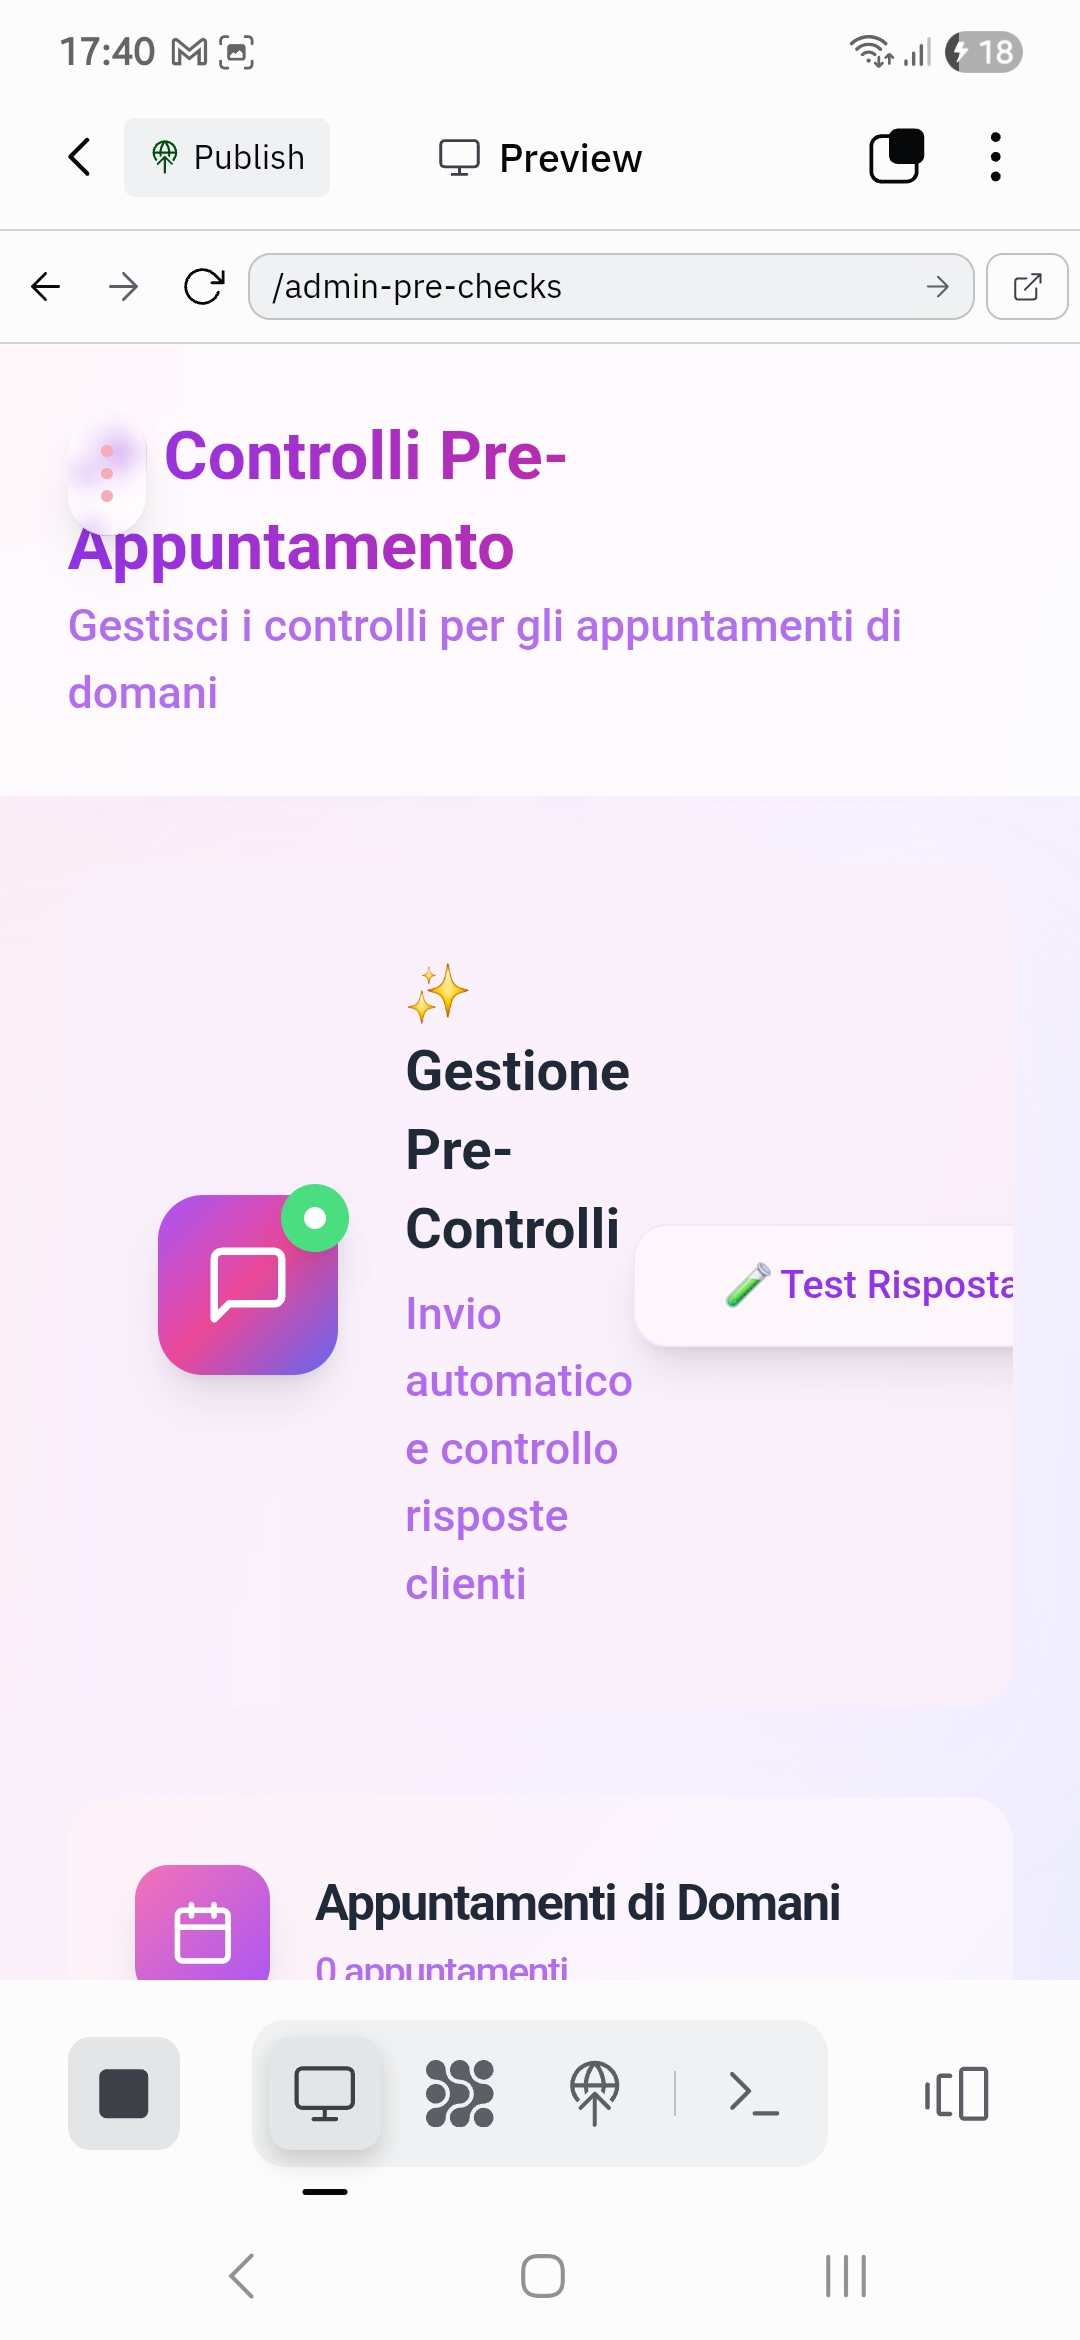 17:40
18
Publish
Preview
/admin-pre-checks
Controlli Pre-
Appuntamento
Gestisci i controlli per gli appuntamenti di
domani
✨
Gestione
Pre-
Controlli
Invio
automatico
e controllo
risposte
clienti
🧪 Test Risposta
Appuntamenti di Domani
0 appuntamenti